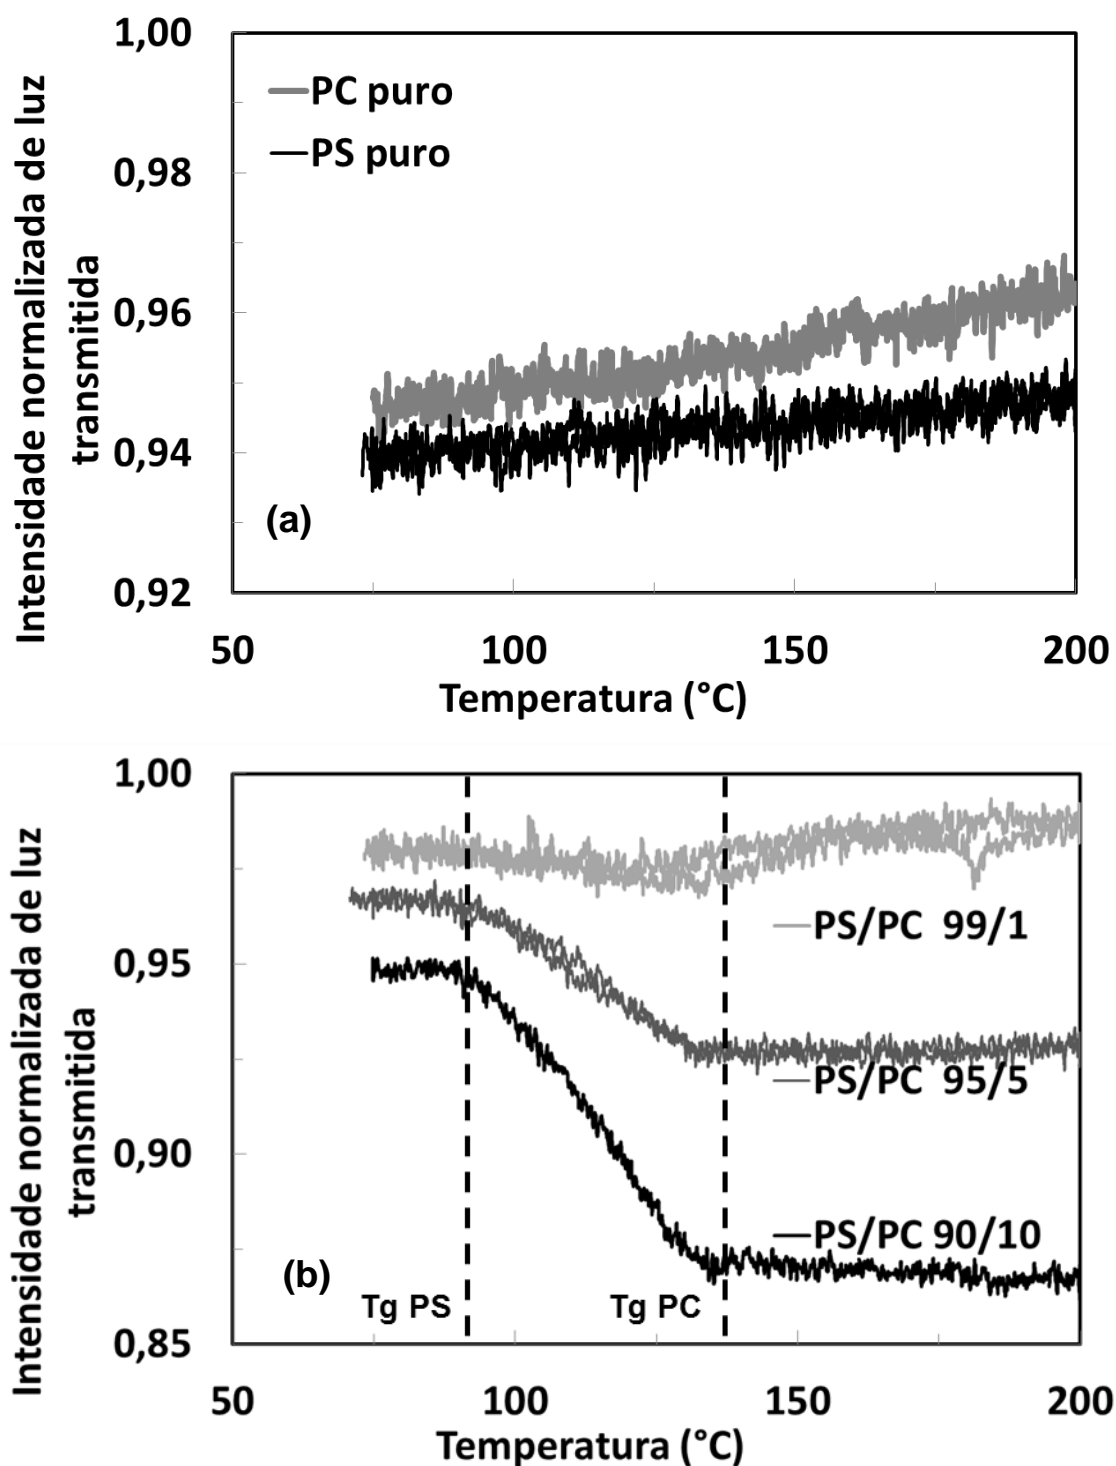 Intensidade normalizada de luz
transmitida
1,00
0,98
0,96
0,94
0,92
PC puro
PS puro
(a)
50
100
150
200
Temperatura (°C)
Intensidade normalizada de luz
transmitida
1,00
0,95
0,90
0,85
PS/PC 99/1
PS/PC 95/5
PS/PC 90/10
(b)
Tg PS
Tg PC
50
100
150
200
Temperatura (°C)